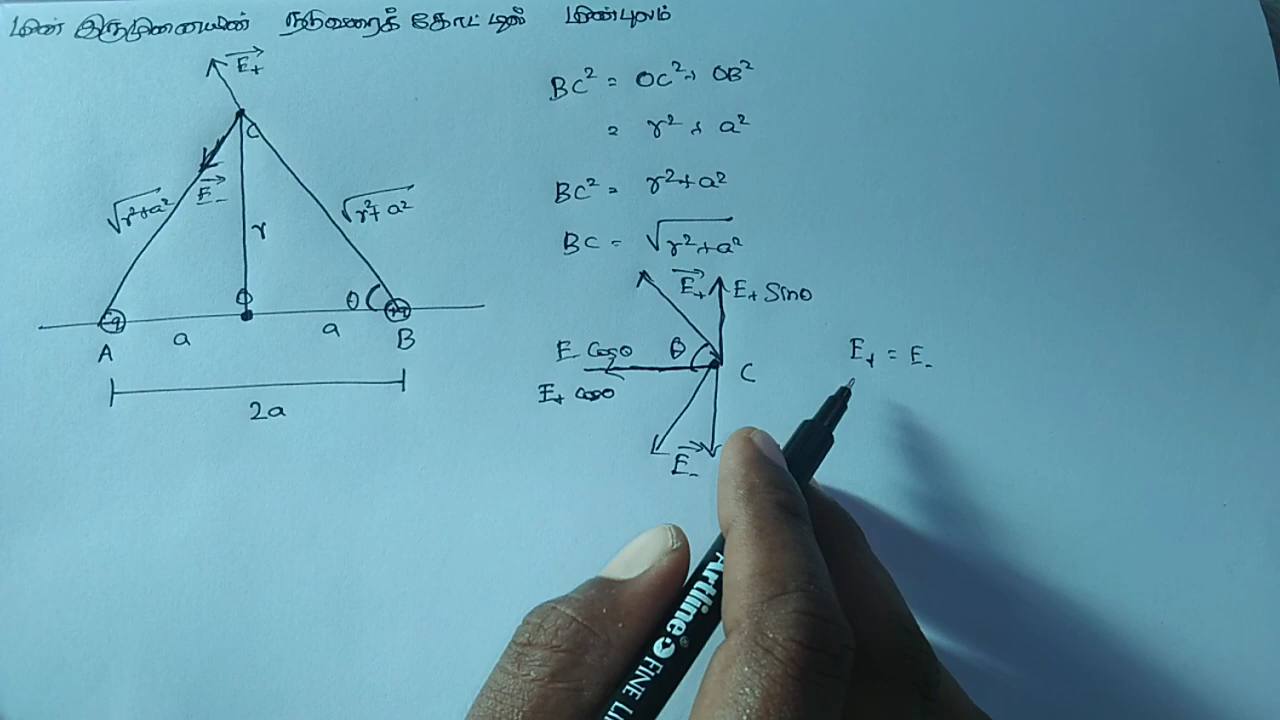 மின் இருமுனையின் நடுவரைக் கோட்டில் மின்புலம்
E₊
C
E₋
√r²+a²
√r²+a²
r
O
θ
-q
+q
A
a
a
B
2a
BC² = OC² + OB²
= r² + a²
BC² = r²+a²
BC = √r²+a²
E₊
E₊ Sinθ
E₋ Cosθ
θ
C
E₊ Cosθ
E₋
E₊ = E₋
Artline
FINE LI